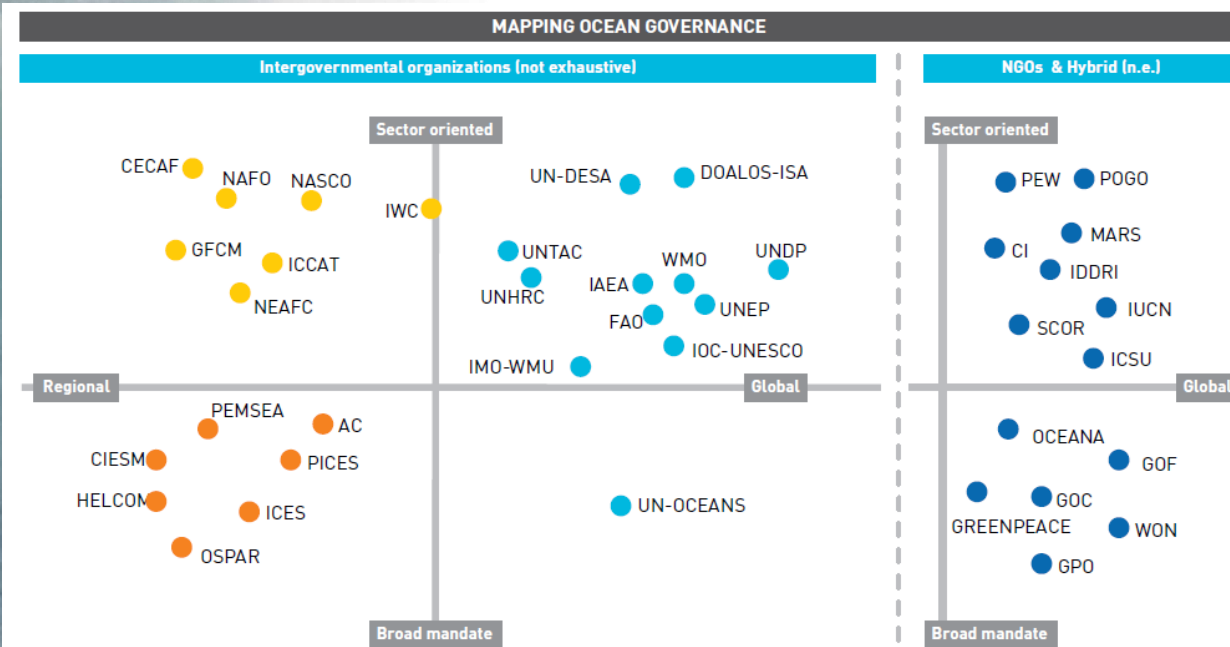 MAPPING OCEAN GOVERNANCE
Intergovernmental organizations (not exhaustive)
NGOs & Hybrid (n.e.)
Sector oriented
Sector oriented
CECAF
NAFO
NASCO
IWC
GFCM
ICCAT
NEAFC
UN-DESA
DOALOS-ISA
UNTAC
UNHRC
IAEA
WMO
UNDP
FAO
UNEP
IOC-UNESCO
IMO-WMU
PEW
POGO
MARS
CI
IDDRI
IUCN
SCOR
ICSU
Regional
Global
Global
PEMSEA
AC
CIESM
PICES
HELCOM
ICES
OSPAR
UN-OCEANS
OCEANA
GOF
GOC
GREENPEACE
WON
GPO
Broad mandate
Broad mandate